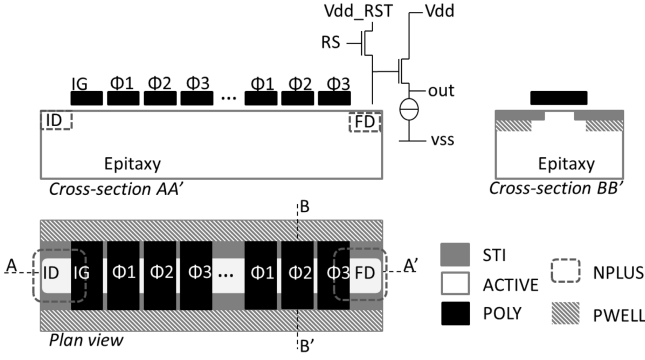 Vdd_RST Vdd
RS
IG Φ1 Φ2 Φ3 ... Φ1 Φ2 Φ3
out
ID FD
vss
Epitaxy Epitaxy
Cross-section AA’ Cross-section BB’
B
A ID IG Φ1 Φ2 Φ3 ... Φ1 Φ2 Φ3 FD A’
STI
ACTIVE NPLUS
POLY PWELL
Plan view
B’